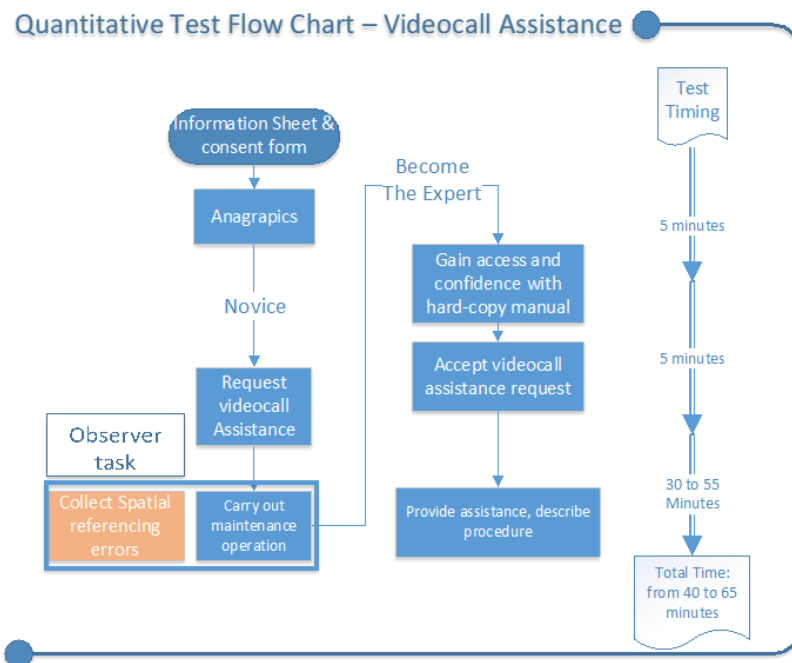 Quantitative Test Flow Chart – Videocall Assistance
Information Sheet &
consent form
Anagrapics
Novice
Request
videocall
Assistance
Observer
task
Collect Spatial
referencing
errors
Carry out
maintenance
operation
Become
The Expert
Gain access and
confidence with
hard-copy manual
Accept videocall
assistance request
Provide assistance, describe
procedure
Test
Timing
5 minutes
5 minutes
30 to 55
Minutes
Total Time:
from 40 to 65
minutes